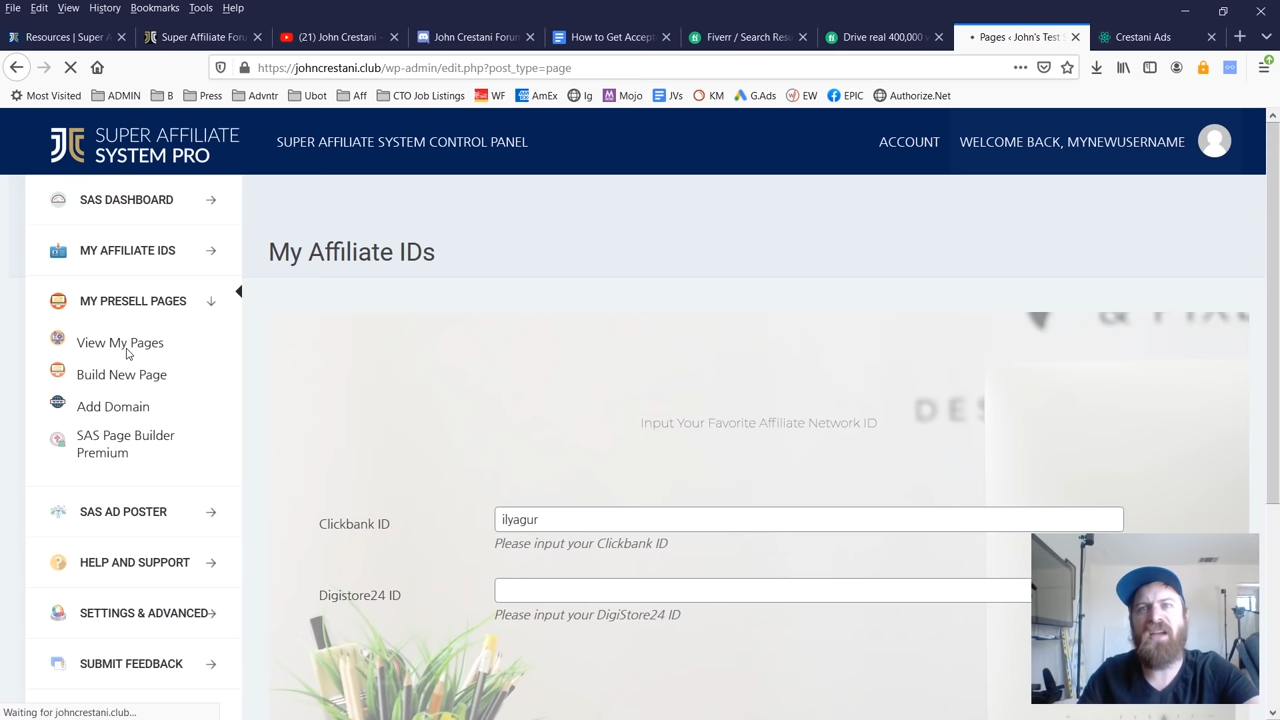 File Edit View History Bookmarks Tools Help
Resources | Super A
Super Affiliate Foru
(21) John Crestani -
John Crestani Forum
How to Get Accept
Fiverr / Search Resu
Drive real 400,000 v
Pages ‹ John's Test S
Crestani Ads
https://johncrestani.club/wp-admin/edit.php?post_type=page
Most Visited ADMIN B Press Advntr Ubot Aff CTO Job Listings WF AmEx Ig Mojo JVs KM G.Ads EW EPIC Authorize.Net
SUPER AFFILIATE
SYSTEM PRO
SUPER AFFILIATE SYSTEM CONTROL PANEL
ACCOUNT
WELCOME BACK, MYNEWUSERNAME
SAS DASHBOARD
MY AFFILIATE IDS
MY PRESELL PAGES
View My Pages
Build New Page
Add Domain
SAS Page Builder
Premium
SAS AD POSTER
HELP AND SUPPORT
SETTINGS & ADVANCED
SUBMIT FEEDBACK
My Affiliate IDs
DES
Input Your Favorite Affiliate Network ID
Clickbank ID
ilyagur
Please input your Clickbank ID
Digistore24 ID
Please input your DigiStore24 ID
Waiting for johncrestani.club...